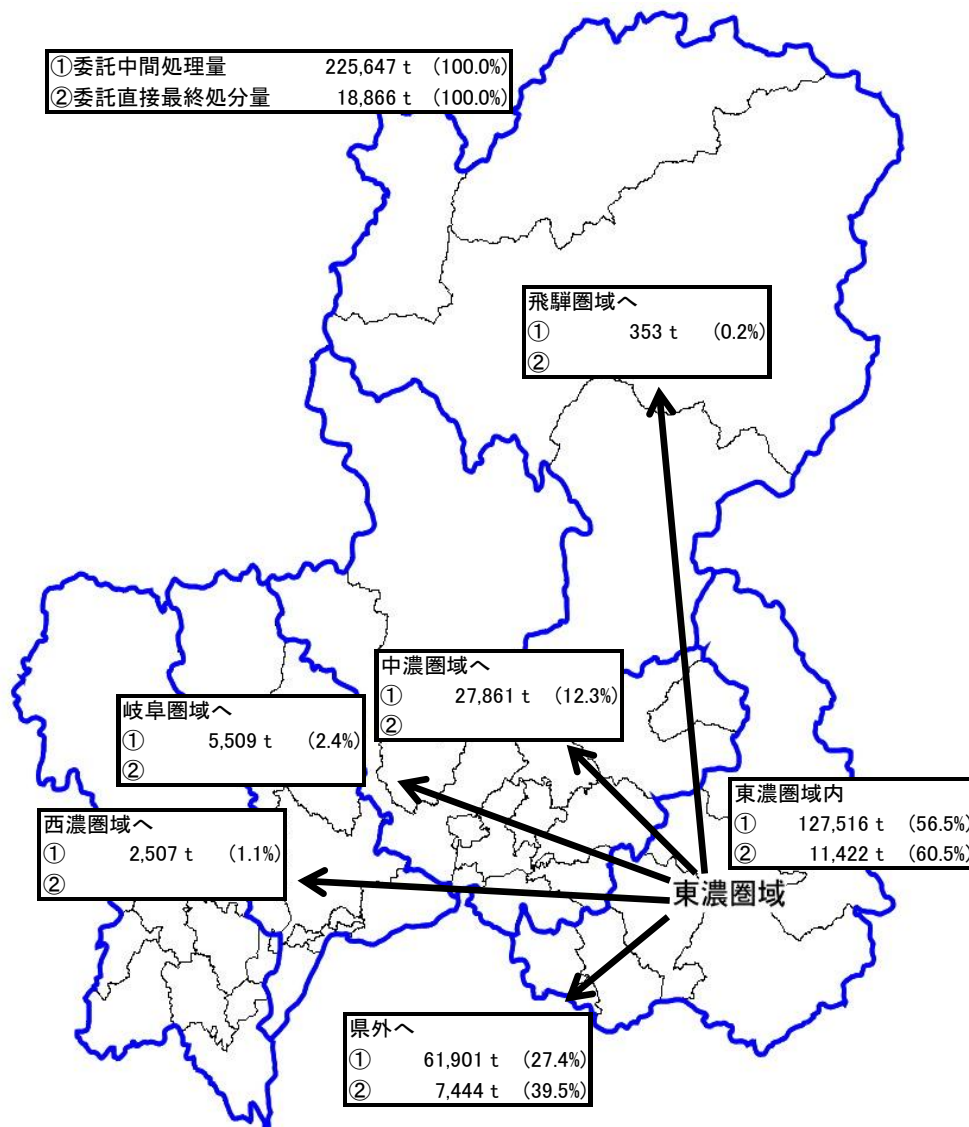 ①委託中間処理量 225,647 t (100.0%)
②委託直接最終処分量 18,866 t (100.0%)
飛騨圏域へ
① 353 t (0.2%)
②
中濃圏域へ
① 27,861 t (12.3%)
②
岐阜圏域へ
① 5,509 t (2.4%)
②
東濃圏域内
① 127,516 t (56.5%)
② 11,422 t (60.5%)
西濃圏域へ
① 2,507 t (1.1%)
②
東濃圏域
県外へ
① 61,901 t (27.4%)
② 7,444 t (39.5%)